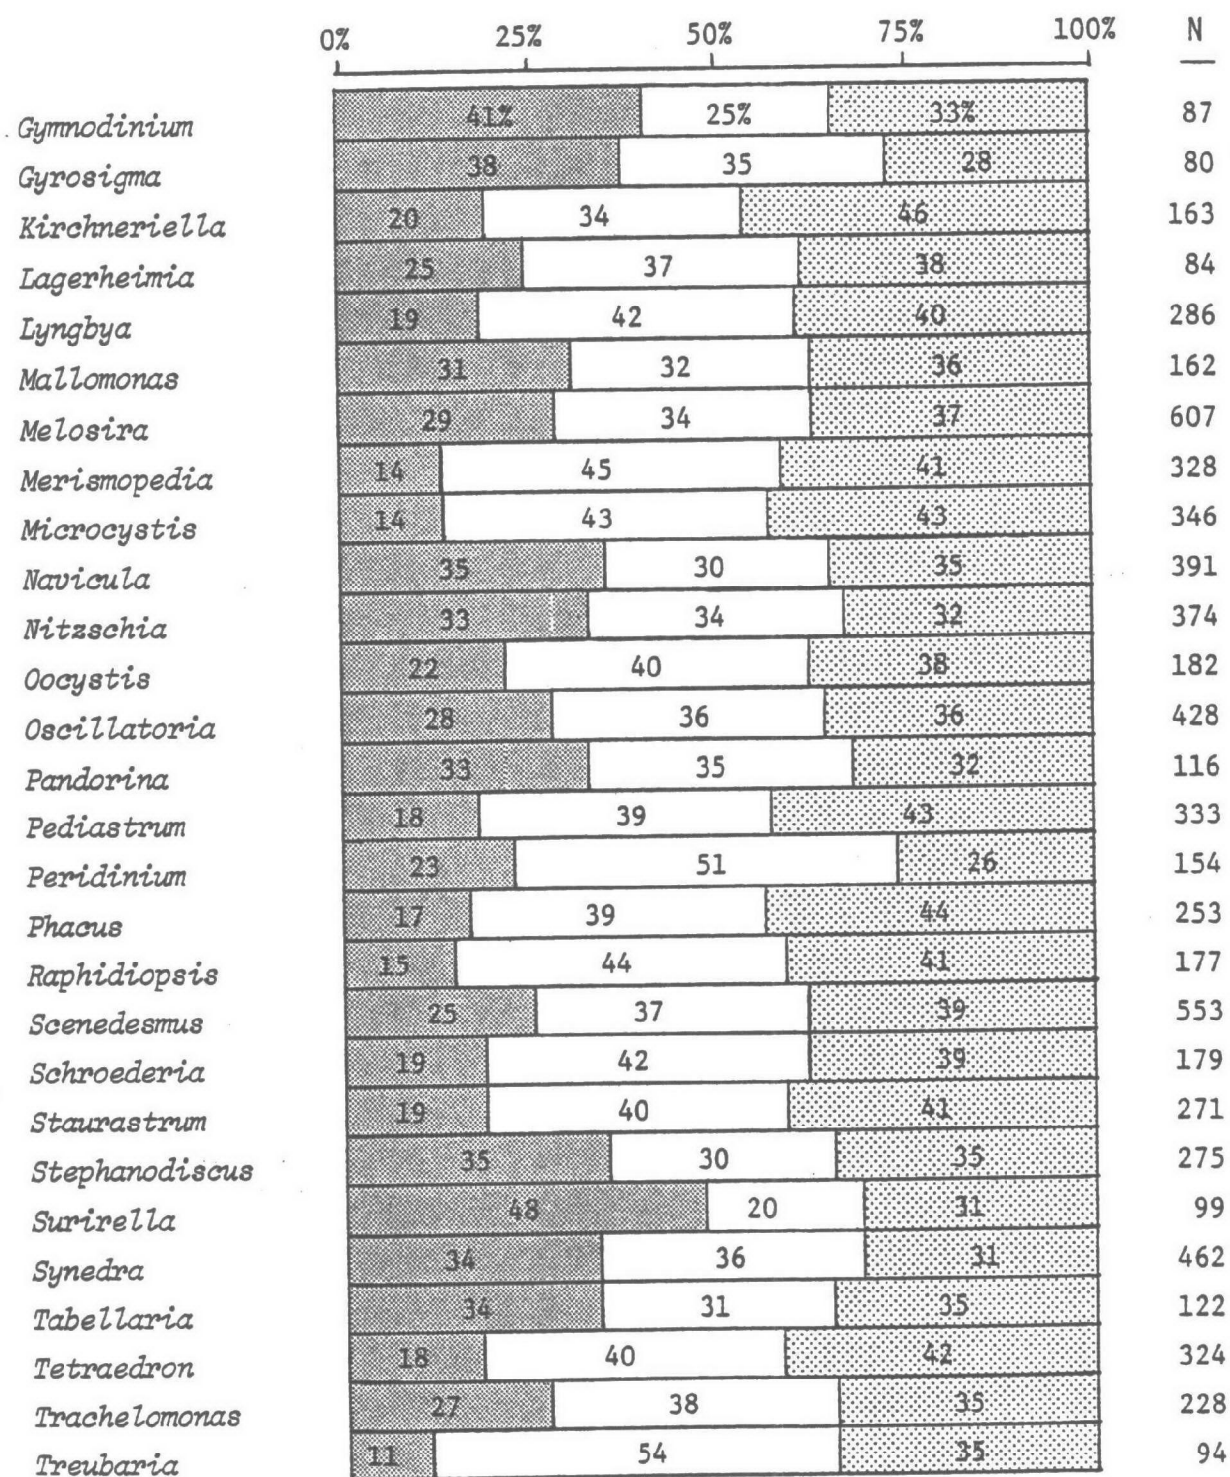 0% 25% 50% 75% 100% N
Gymnodinium 41% 25% 33% 87
Gyrosigma 38 35 28 80
Kirchneriella 20 34 46 163
Lagerheimia 25 37 38 84
Lyngbya 19 42 40 286
Mallomonas 31 32 36 162
Melosira 29 34 37 607
Merismopedia 14 45 41 328
Microcystis 14 43 43 346
Navicula 35 30 35 391
Nitzschia 33 34 32 374
Oocystis 22 40 38 182
Oscillatoria 28 36 36 428
Pandorina 33 35 32 116
Pediastrum 18 39 43 333
Peridinium 23 51 26 154
Phacus 17 39 44 253
Raphidiopsis 15 44 41 177
Scenedesmus 25 37 39 553
Schroederia 19 42 39 179
Staurastrum 19 40 41 271
Stephanodiscus 35 30 35 275
Surirella 48 20 31 99
Synedra 34 36 31 462
Tabellaria 34 31 35 122
Tetraedron 18 40 42 324
Trachelomonas 27 38 35 228
Treubaria 11 54 35 94